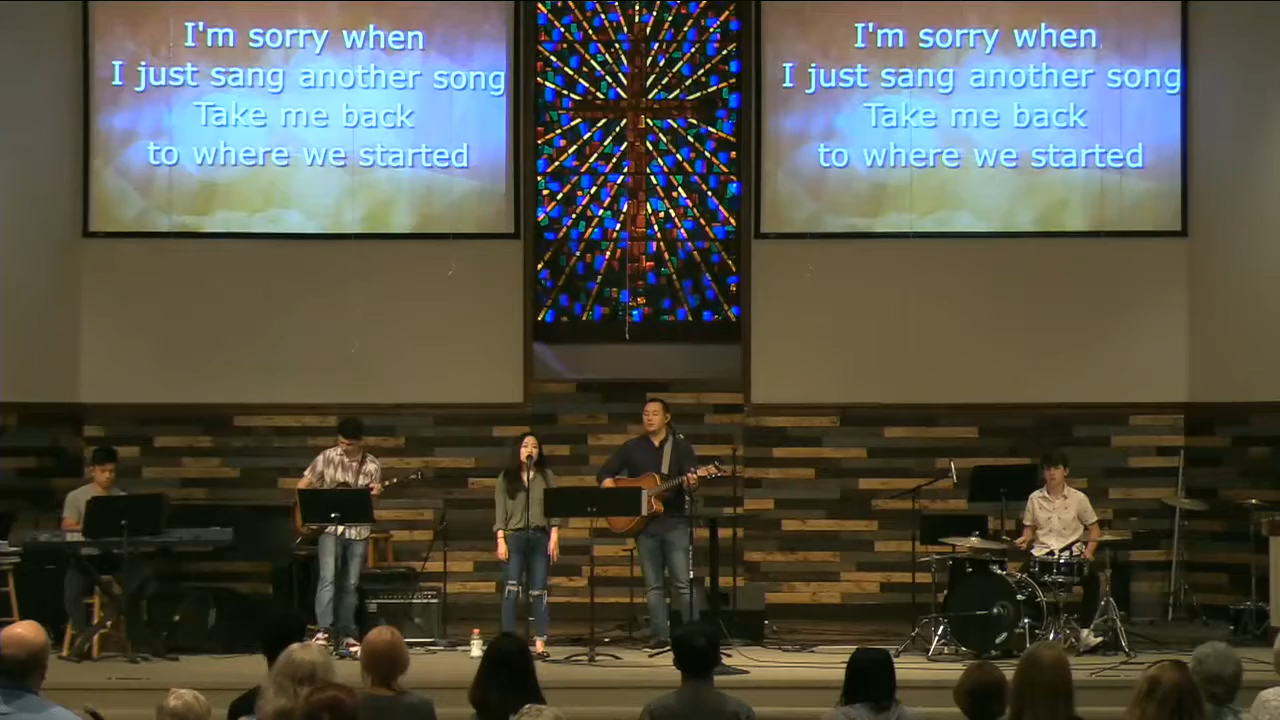 I'm sorry when
I just sang another song
Take me back
to where we started
I'm sorry when
I just sang another song
Take me back
to where we started